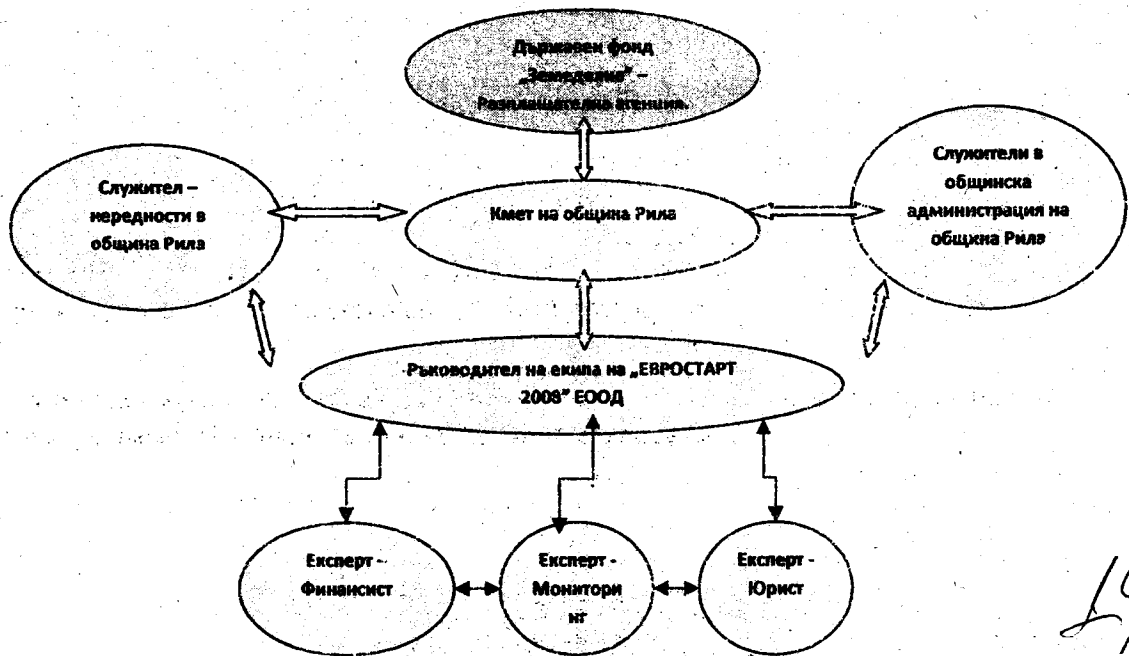 Държавен фонд
„Земеделие" –
Разплащателна агенция.
Служител –
нередности в
община Рила
Кмет на община Рила
Служители в
общинска
администрация на
община Рила
Ръководител на екипа на „ЕВРОСТАРТ
2008" ЕООД
Експерт -
Финансист
Експерт -
Монитори
нг
Експерт -
Юрист